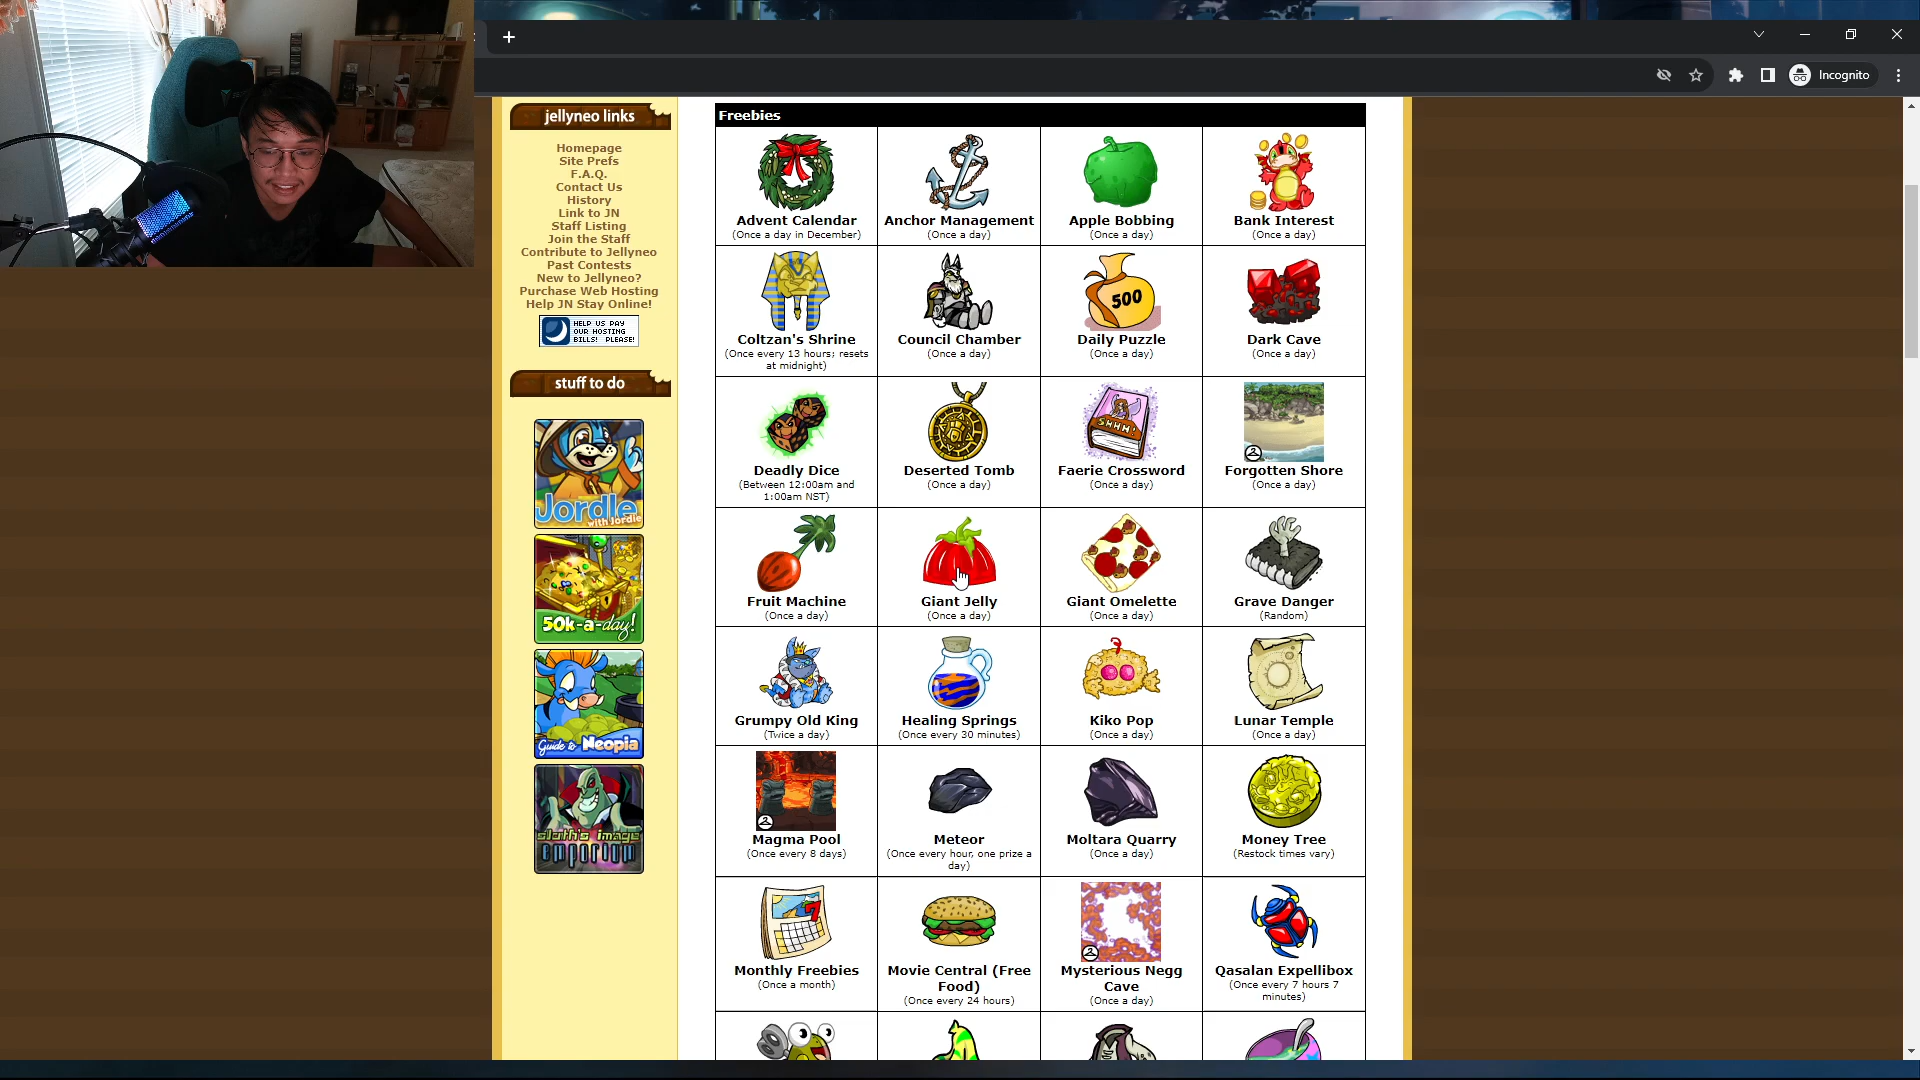 Incognito
jellyneo links
Homepage
Site Prefs
F.A.Q.
Contact Us
History
Link to JN
Staff Listing
Join the Staff
Contribute to Jellyneo
Past Contests
New to Jellyneo?
Purchase Web Hosting
Help JN Stay Online!
HELP US PAY
OUR HOSTING
BILLS! PLEASE!
stuff to do
Jordle
with Jordle
50k-a-day!
Guide to Neopia
sloth's image
emporium
Freebies
Advent Calendar
(Once a day in December)
Anchor Management
(Once a day)
Apple Bobbing
(Once a day)
Bank Interest
(Once a day)
Coltzan's Shrine
(Once every 13 hours; resets
at midnight)
Council Chamber
(Once a day)
500
Daily Puzzle
(Once a day)
Dark Cave
(Once a day)
Deadly Dice
(Between 12:00am and
1:00am NST)
Deserted Tomb
(Once a day)
SHHH!
Faerie Crossword
(Once a day)
Forgotten Shore
(Once a day)
Fruit Machine
(Once a day)
Giant Jelly
(Once a day)
Giant Omelette
(Once a day)
Grave Danger
(Random)
Grumpy Old King
(Twice a day)
Healing Springs
(Once every 30 minutes)
Kiko Pop
(Once a day)
Lunar Temple
(Once a day)
Magma Pool
(Once every 8 days)
Meteor
(Once every hour, one prize a
day)
Moltara Quarry
(Once a day)
Money Tree
(Restock times vary)
7
Monthly Freebies
(Once a month)
Movie Central (Free
Food)
(Once every 24 hours)
Mysterious Negg
Cave
(Once a day)
Qasalan Expellibox
(Once every 7 hours 7
minutes)